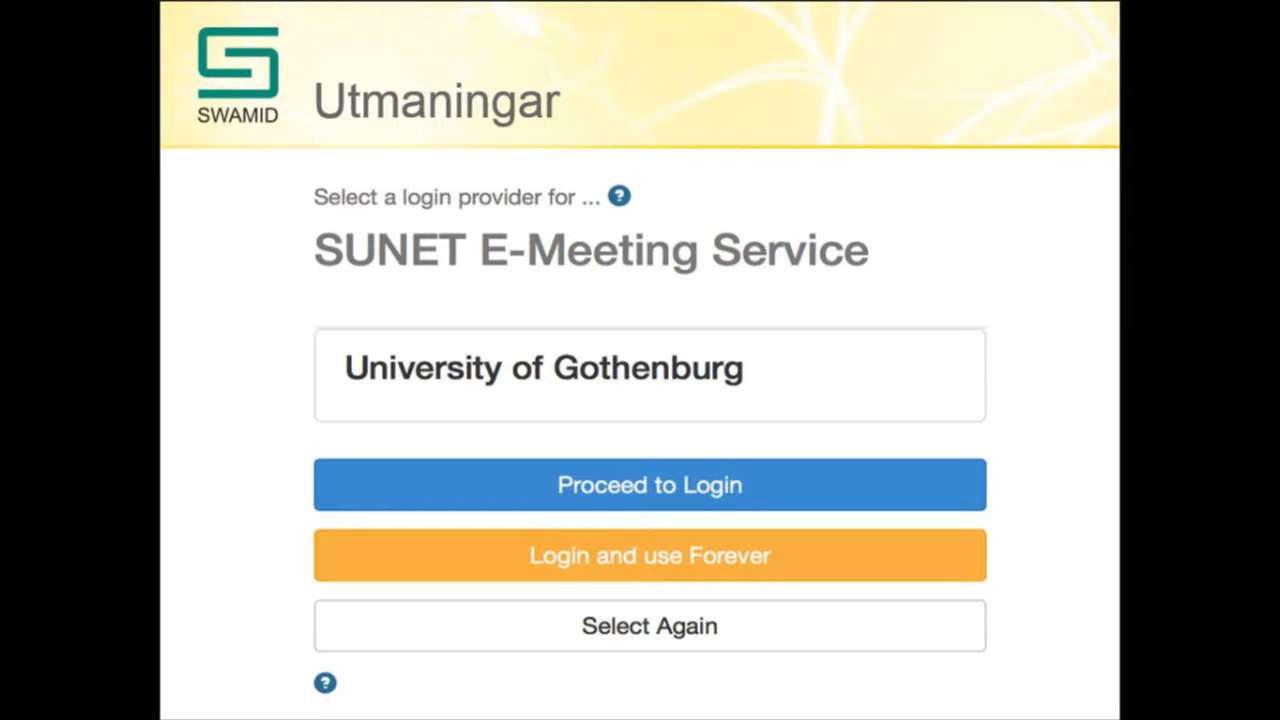 SWAMID
Utmaningar
Select a login provider for ... ?
SUNET E-Meeting Service
University of Gothenburg
Proceed to Login
Login and use Forever
Select Again
?